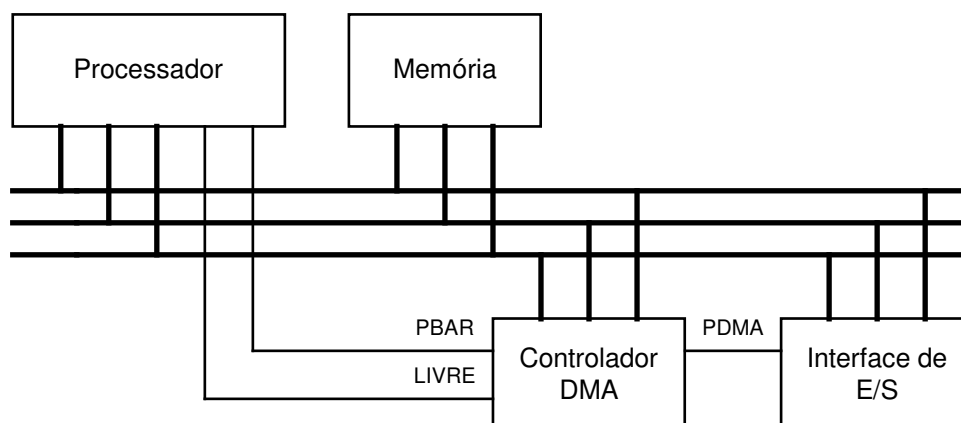 Processador
Memória
PBAR
LIVRE
Controlador
DMA
PDMA
Interface de
E/S